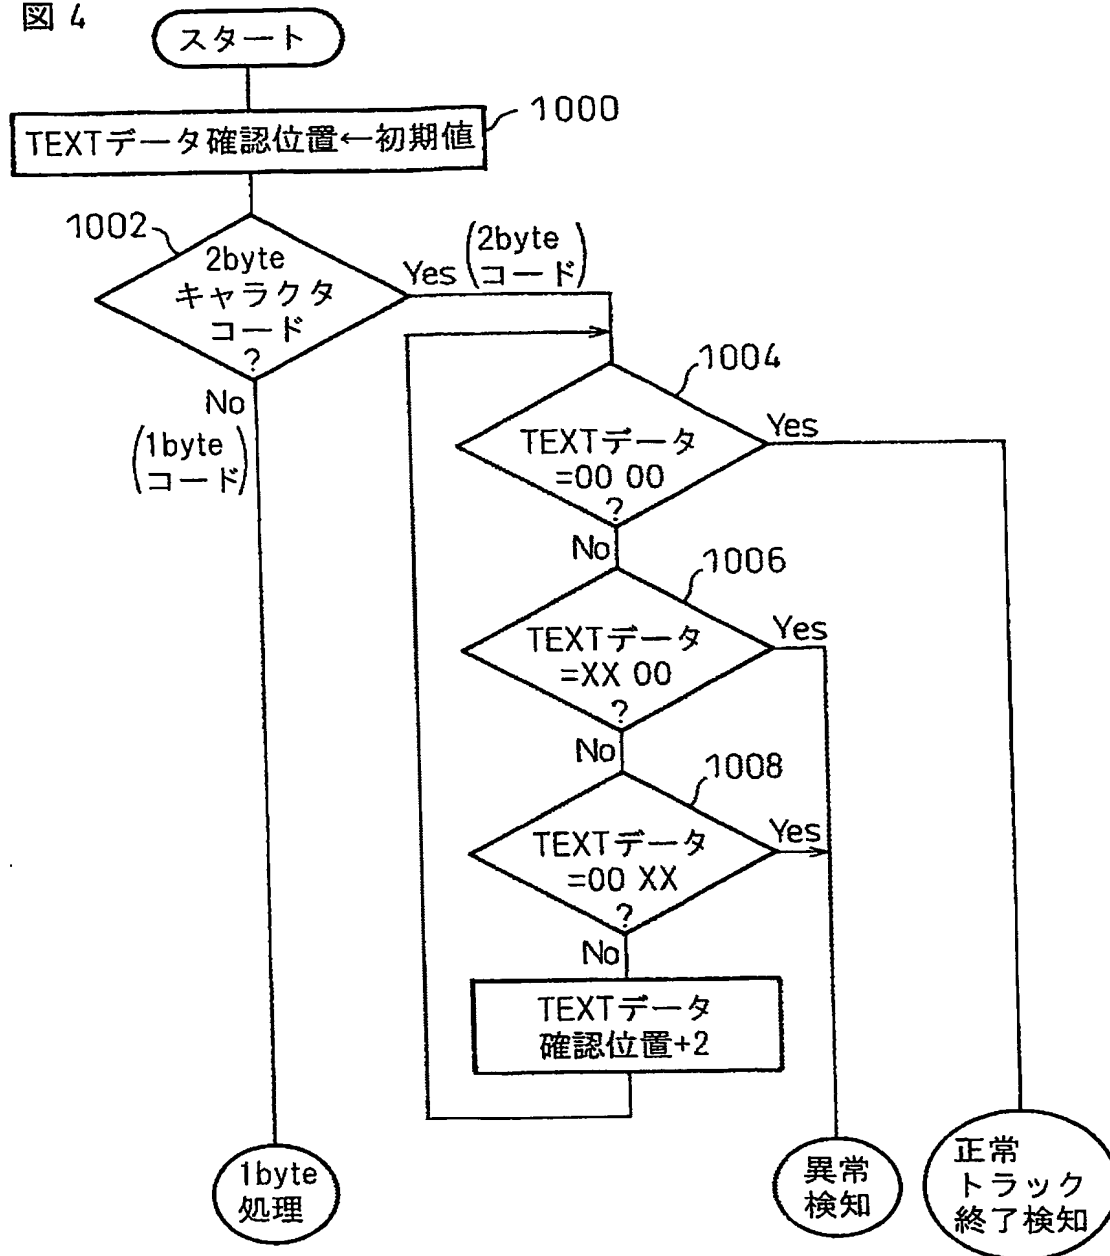 図 4
スタート
1000
TEXTデータ確認位置←初期値
1002
2byte
キャラクタ
コード
?
Yes
(2byte
コード)
No
(1byte
コード)
1004
TEXTデータ
=00 00
?
Yes
No
1006
TEXTデータ
=XX 00
?
Yes
No
1008
TEXTデータ
=00 XX
?
Yes
No
TEXTデータ
確認位置+2
1byte
処理
異常
検知
正常
トラック
終了検知